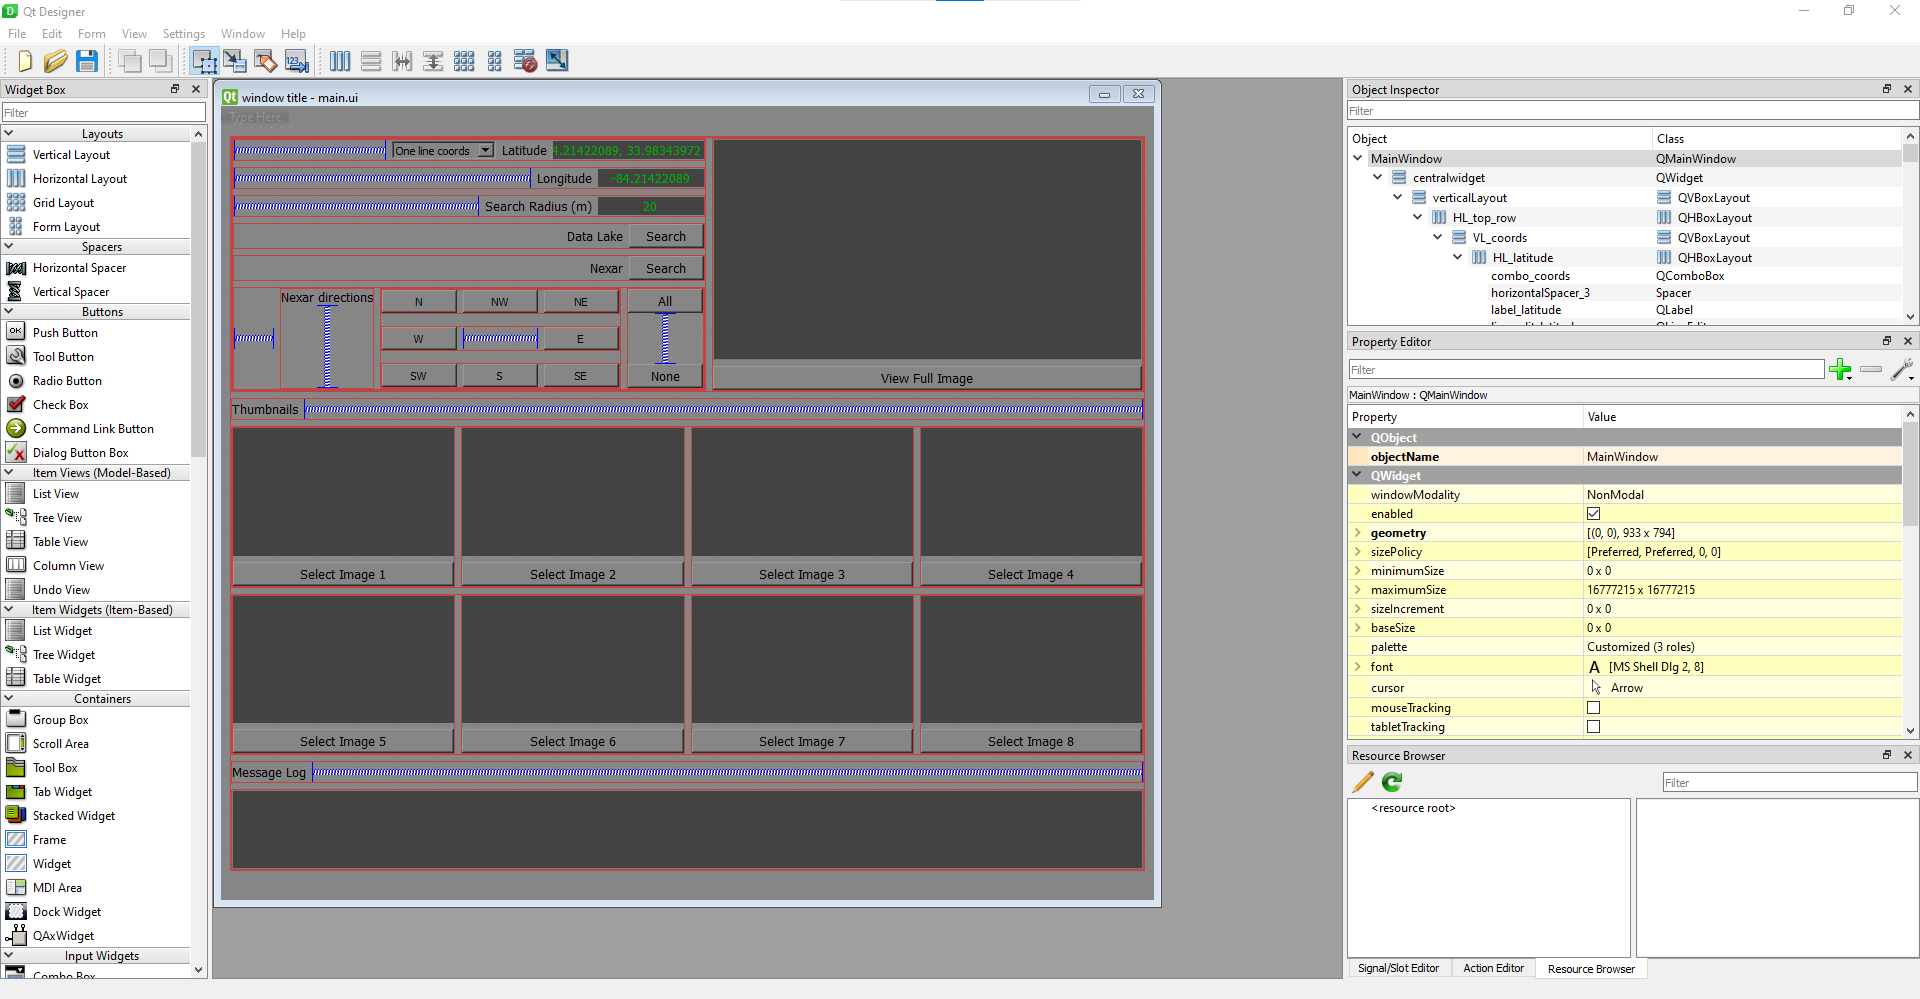 Qt Designer
File Edit Form View Settings Window Help
Widget Box
Filter
Layouts
Vertical Layout
Horizontal Layout
Grid Layout
Form Layout
Spacers
Horizontal Spacer
Vertical Spacer
Buttons
OK Push Button
Tool Button
Radio Button
Check Box
Command Link Button
Dialog Button Box
Item Views (Model-Based)
List View
Tree View
Table View
Column View
Undo View
Item Widgets (Item-Based)
List Widget
Tree Widget
Table Widget
Containers
Group Box
Scroll Area
Tool Box
Tab Widget
Stacked Widget
Frame
Widget
MDI Area
Dock Widget
QAxWidget
Input Widgets
Combo Box
Qt window title - main.ui
Type Here
One line coords Latitude 4.21422089, 33.98343972
Longitude -84.21422089
Search Radius (m) 20
Data Lake Search
Nexar Search
Nexar directions N NW NE All
W E
SW S SE None
View Full Image
Thumbnails
Select Image 1 Select Image 2 Select Image 3 Select Image 4
Select Image 5 Select Image 6 Select Image 7 Select Image 8
Message Log
Object Inspector
Filter
Object Class
MainWindow QMainWindow
centralwidget QWidget
verticalLayout QVBoxLayout
HL_top_row QHBoxLayout
VL_coords QVBoxLayout
HL_latitude QHBoxLayout
combo_coords QComboBox
horizontalSpacer_3 Spacer
label_latitude QLabel
Property Editor
Filter
MainWindow : QMainWindow
Property Value
QObject
objectName MainWindow
QWidget
windowModality NonModal
enabled
geometry [(0, 0), 933 x 794]
sizePolicy [Preferred, Preferred, 0, 0]
minimumSize 0 x 0
maximumSize 16777215 x 16777215
sizeIncrement 0 x 0
baseSize 0 x 0
palette Customized (3 roles)
font A [MS Shell Dlg 2, 8]
cursor Arrow
mouseTracking
tabletTracking
Resource Browser
Filter
<resource root>
Signal/Slot Editor Action Editor Resource Browser